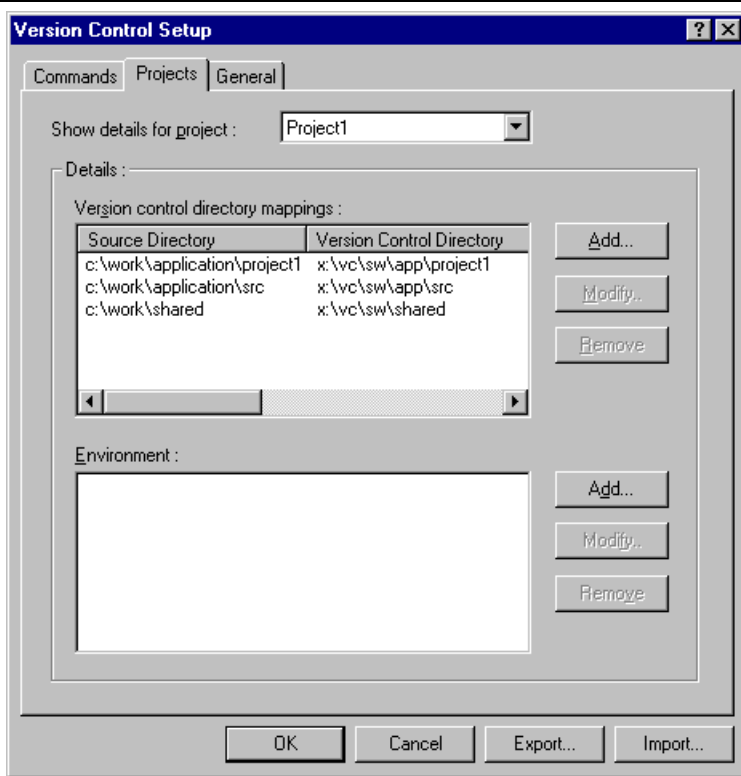 Version Control Setup
Commands Projects General
Show details for project : Project1
Details :
Version control directory mappings :
Source Directory Version Control Directory
c:\work\application\project1 x:\vc\sw\app\project1
c:\work\application\src x:\vc\sw\app\src
c:\work\shared x:\vc\sw\shared
Add...
Modify..
Remove
Environment :
Add...
Modify..
Remove
OK Cancel Export... Import...